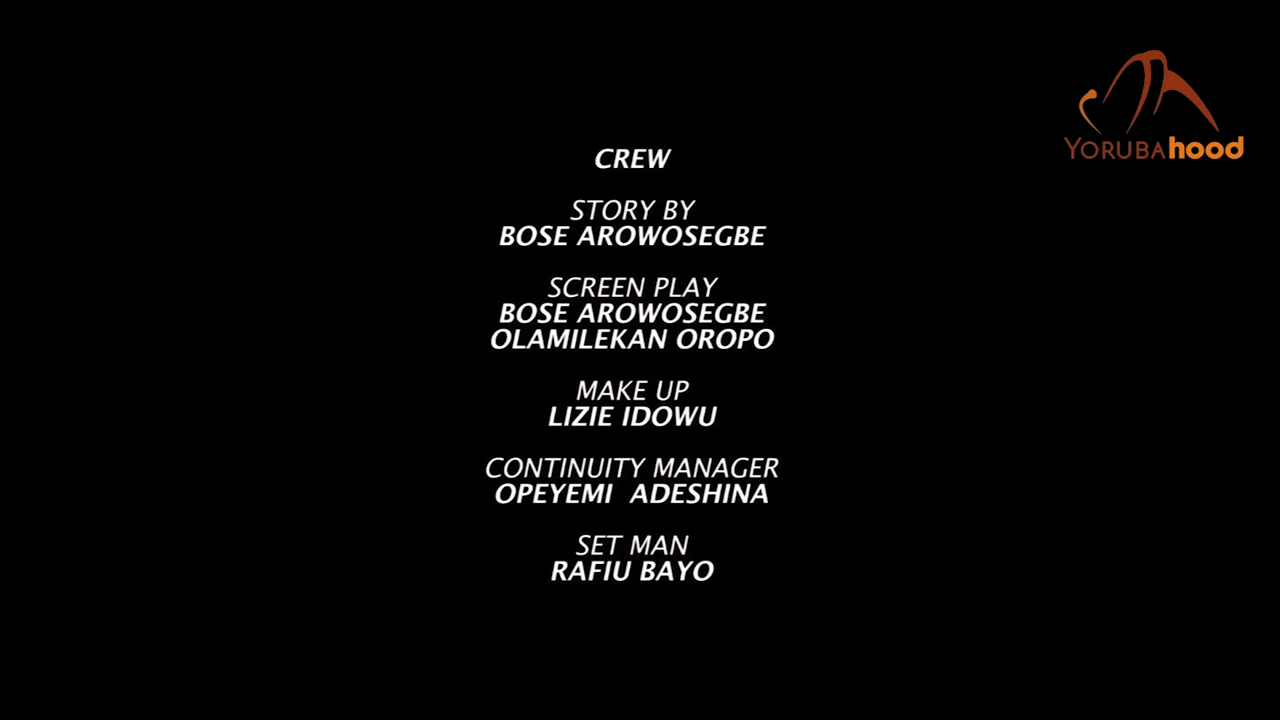 YORUBAhood
CREW
STORY BY
BOSE AROWOSEGBE
SCREEN PLAY
BOSE AROWOSEGBE
OLAMILEKAN OROPO
MAKE UP
LIZIE IDOWU
CONTINUITY MANAGER
OPEYEMI  ADESHINA
SET MAN
RAFIU BAYO